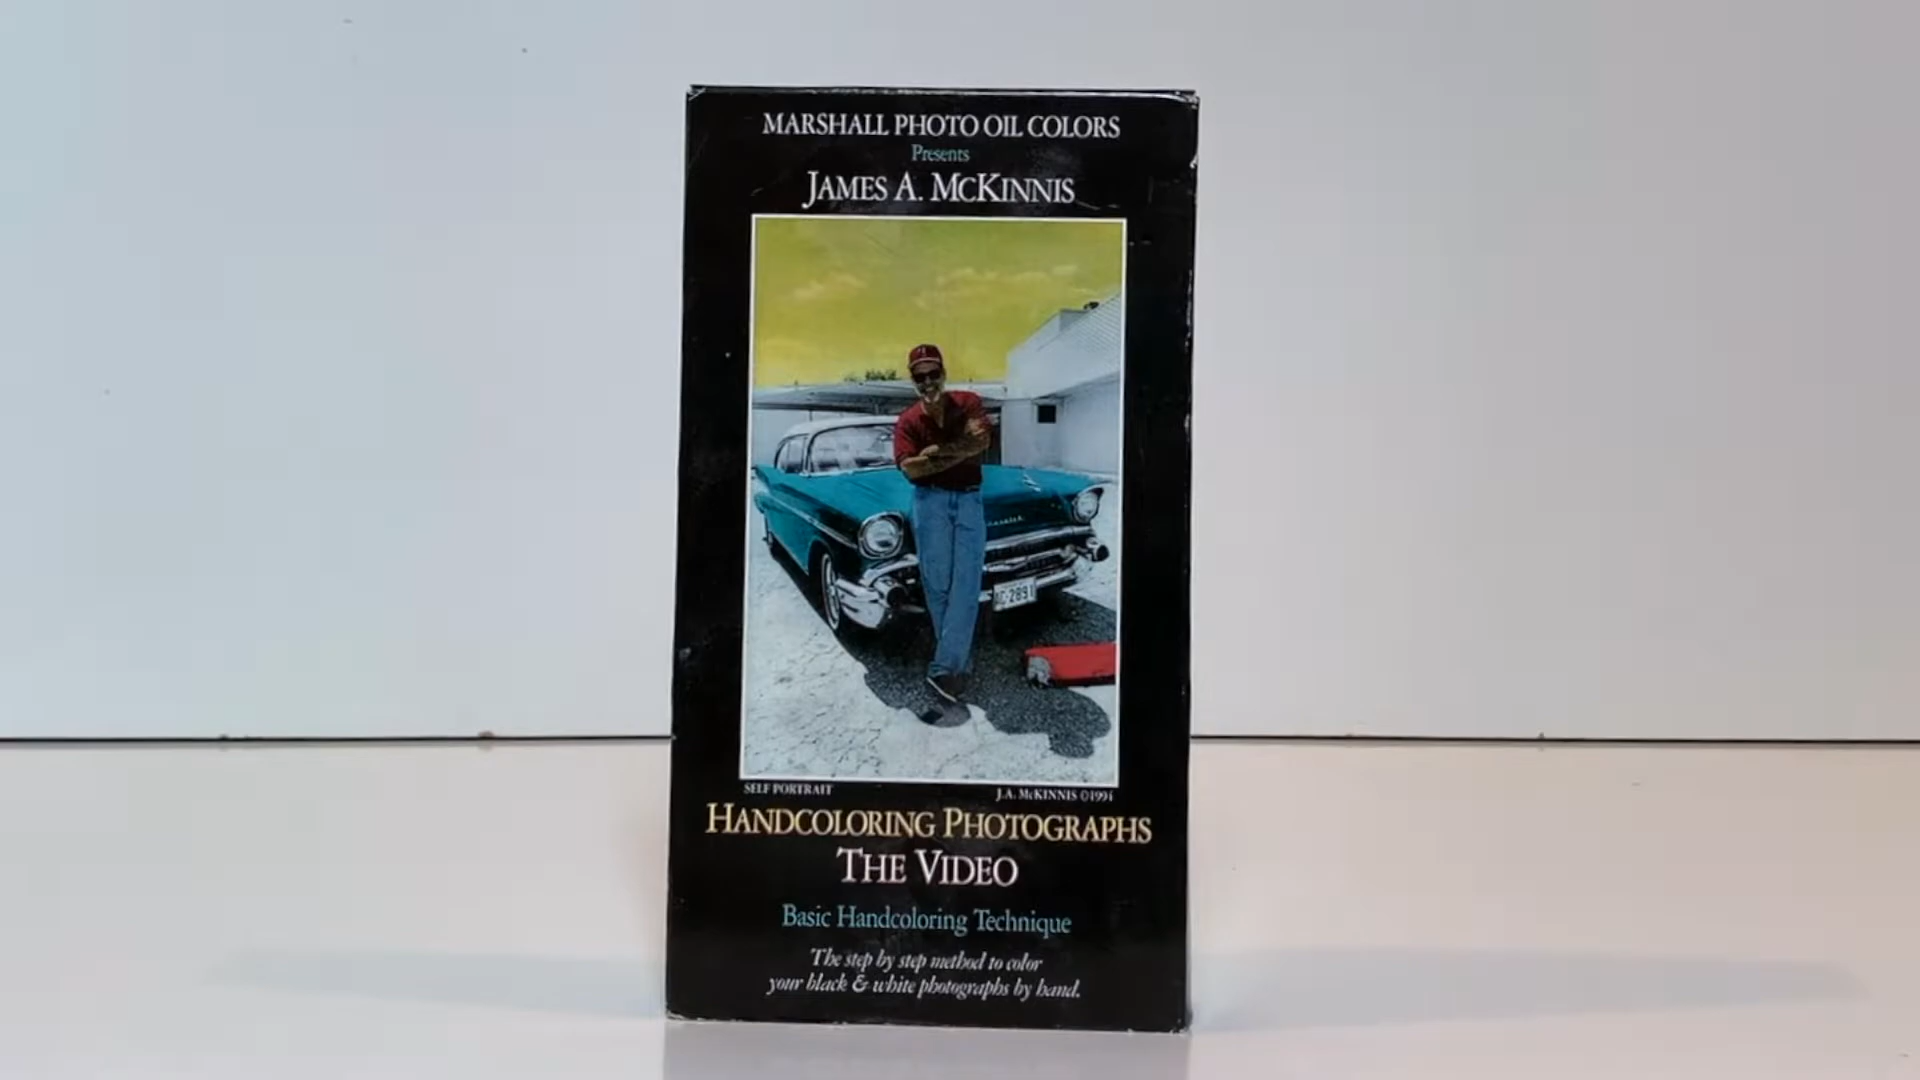 MARSHALL PHOTO OIL COLORS
Presents
JAMES A. MCKINNIS
SELF PORTRAIT
J.A. MCKINNIS ©1994
HANDCOLORING PHOTOGRAPHS
THE VIDEO
Basic Handcoloring Technique
The step by step method to color
your black & white photographs by hand.